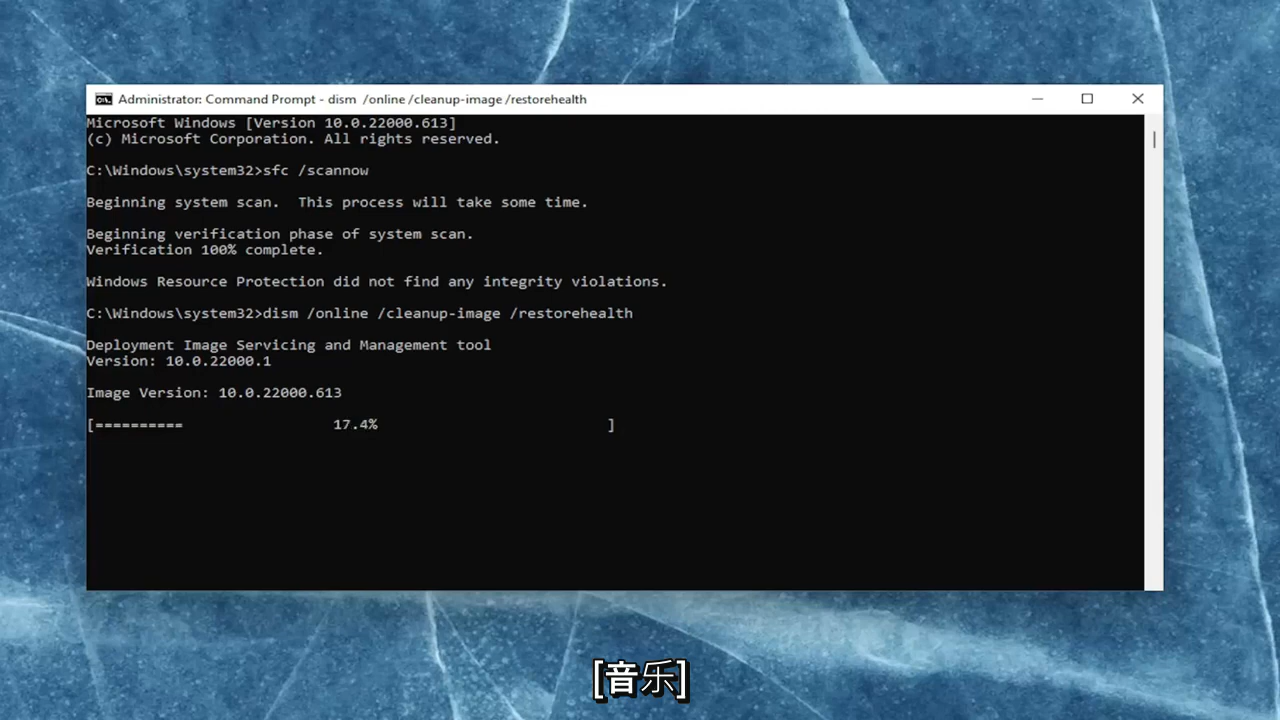 Administrator: Command Prompt - dism  /online /cleanup-image /restorehealth
Microsoft Windows [Version 10.0.22000.613]
(c) Microsoft Corporation. All rights reserved.
C:\Windows\system32>sfc /scannow
Beginning system scan.  This process will take some time.
Beginning verification phase of system scan.
Verification 100% complete.
Windows Resource Protection did not find any integrity violations.
C:\Windows\system32>dism /online /cleanup-image /restorehealth
Deployment Image Servicing and Management tool
Version: 10.0.22000.1
Image Version: 10.0.22000.613
[==========                 17.4%                          ]
[音乐]